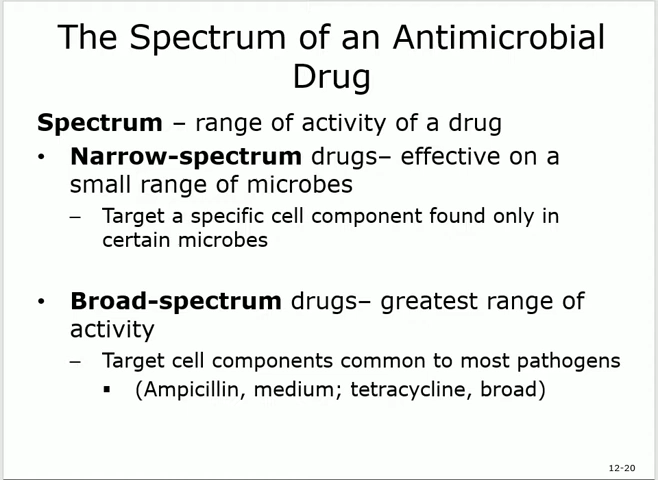 The Spectrum of an Antimicrobial
Drug
Spectrum – range of activity of a drug
• Narrow-spectrum drugs– effective on a
small range of microbes
– Target a specific cell component found only in
certain microbes
• Broad-spectrum drugs– greatest range of
activity
– Target cell components common to most pathogens
▪ (Ampicillin, medium; tetracycline, broad)
12-20